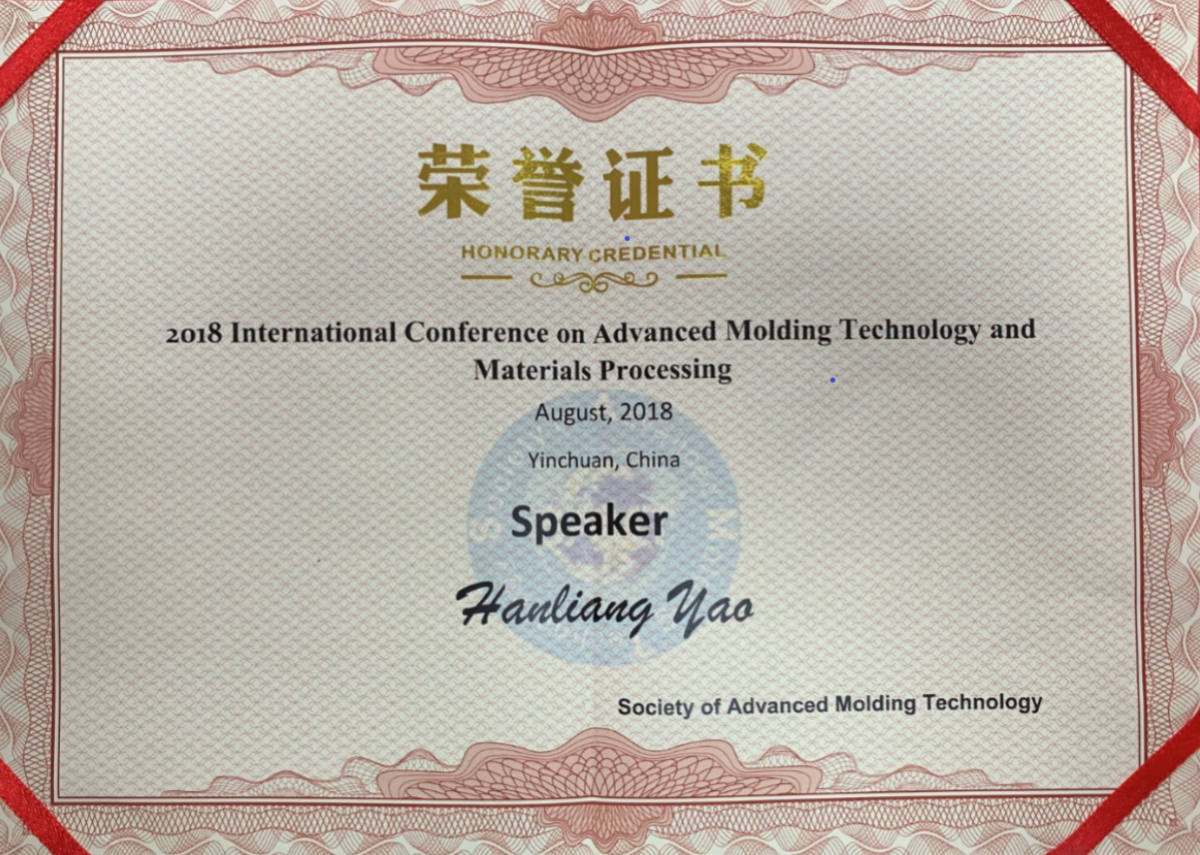 荣誉证书
HONORARY CREDENTIAL
2018 International Conference on Advanced Molding Technology and
Materials Processing
August, 2018
Yinchuan, China
Speaker
Hanliang Yao
Society of Advanced Molding Technology